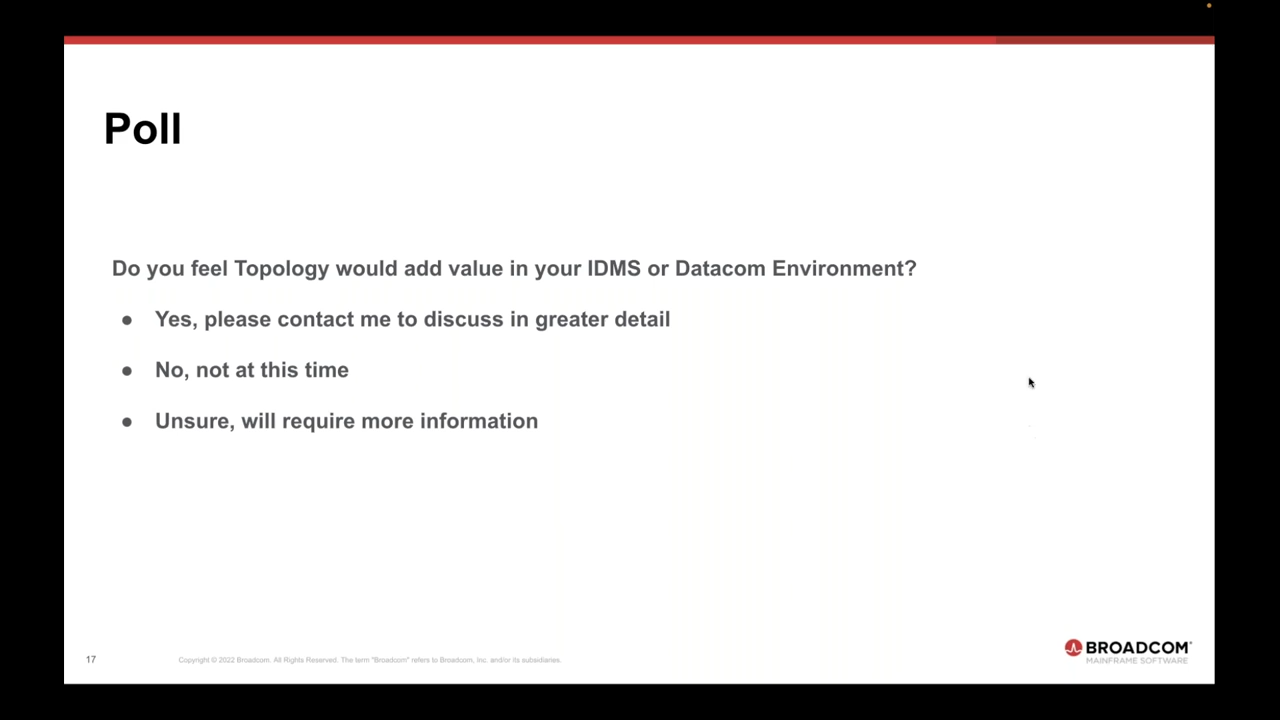 Poll
Do you feel Topology would add value in your IDMS or Datacom Environment?
● Yes, please contact me to discuss in greater detail
● No, not at this time
● Unsure, will require more information
17
Copyright © 2022 Broadcom. All Rights Reserved. The term "Broadcom" refers to Broadcom, Inc. and/or its subsidiaries.
BROADCOM®
MAINFRAME SOFTWARE